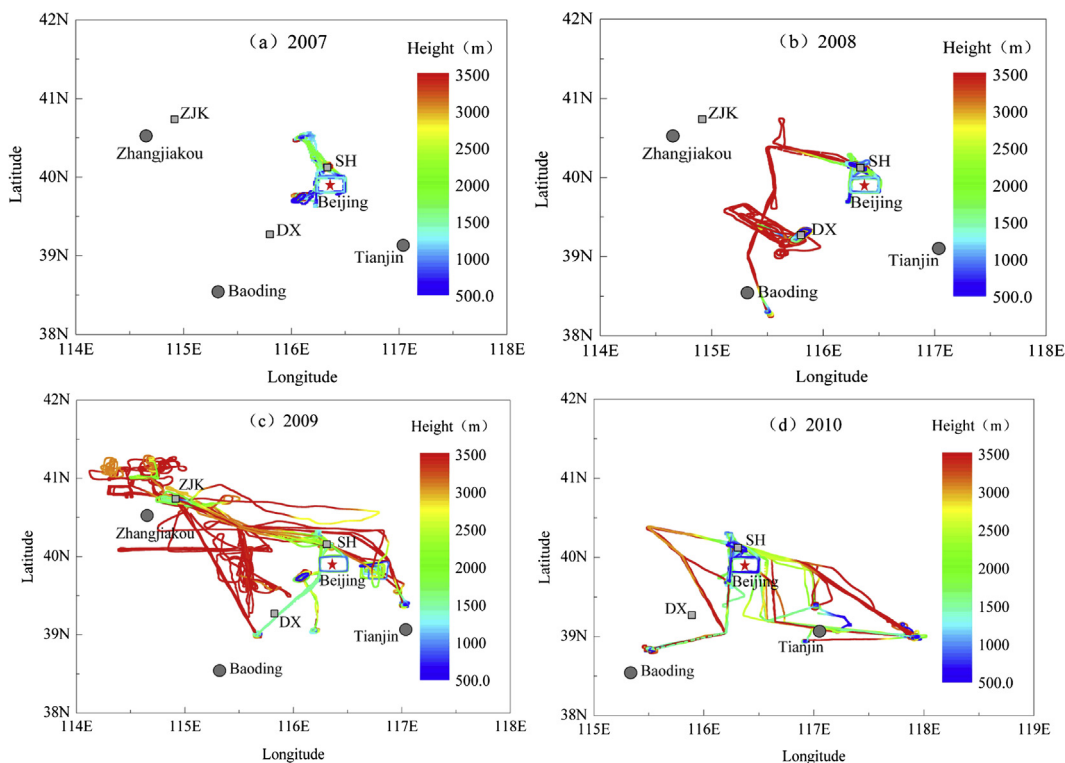 (a) 2007
Height (m)
42N
41N
40N
39N
38N
Latitude
3500
3000
2500
2000
1500
1000
500.0
ZJK
Zhangjiakou
SH
Beijing
DX
Tianjin
Baoding
114E 115E 116E 117E 118E
Longitude
(b) 2008
Height (m)
42N
41N
40N
39N
38N
Latitude
3500
3000
2500
2000
1500
1000
500.0
ZJK
Zhangjiakou
SH
Beijing
DX
Tianjin
Baoding
114E 115E 116E 117E 118E
Longitude
(c) 2009
Height (m)
42N
41N
40N
39N
38N
Latitude
3500
3000
2500
2000
1500
1000
500.0
ZJK
Zhangjiakou
SH
Beijing
DX
Tianjin
Baoding
114E 115E 116E 117E 118E
Longitude
(d) 2010
Height (m)
42N
41N
40N
39N
38N
Latitude
3500
3000
2500
2000
1500
1000
500.0
SH
Beijing
DX
Tianjin
Baoding
115E 116E 117E 118E 119E
Longitude